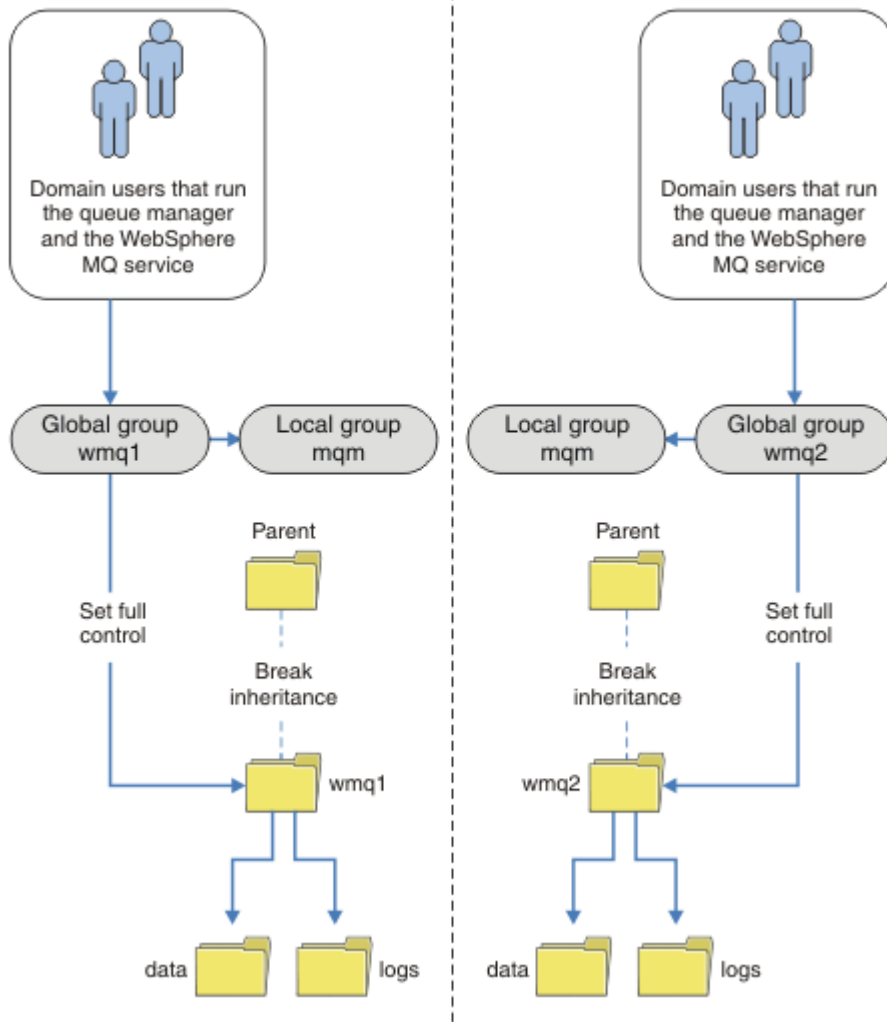 Domain users that run
the queue manager
and the WebSphere
MQ service
Global group
wmq1
Local group
mqm
Parent
Set full
control
Break
inheritance
wmq1
data
logs
Domain users that run
the queue manager
and the WebSphere
MQ service
Local group
mqm
Global group
wmq2
Parent
Set full
control
Break
inheritance
wmq2
data
logs